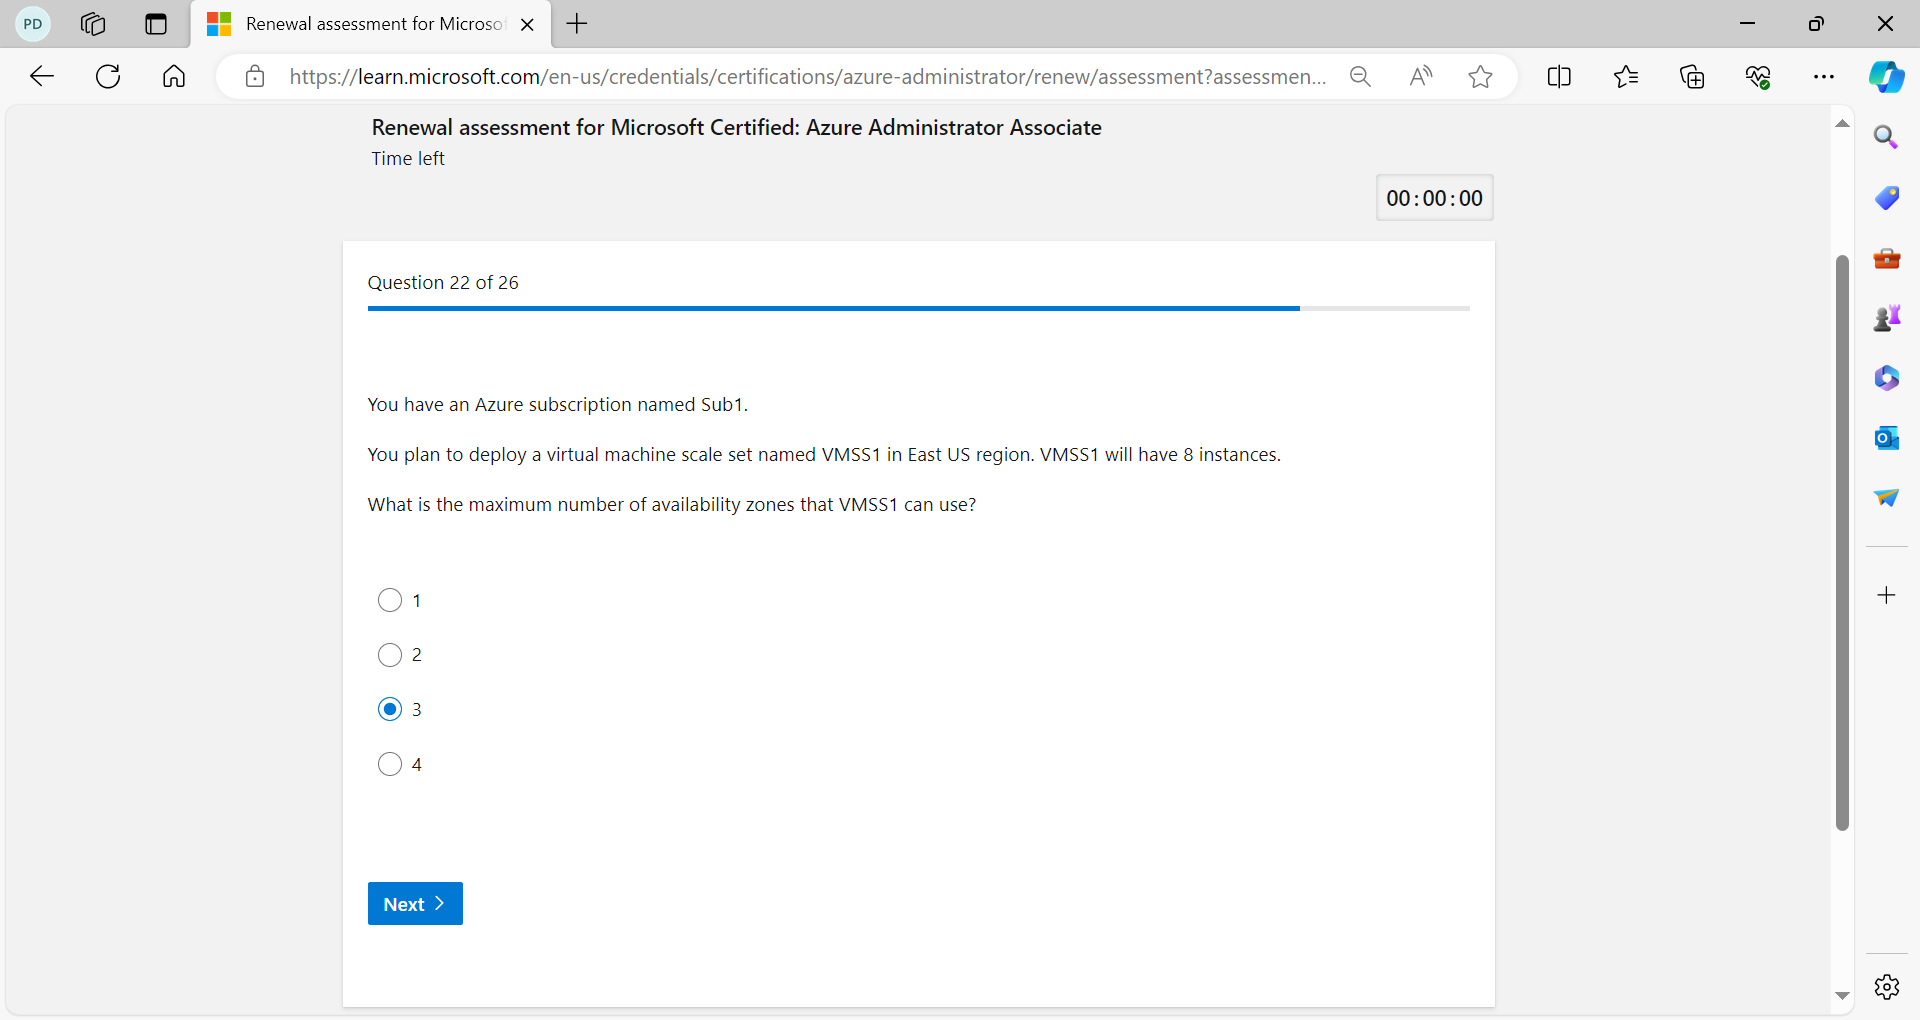 PD
Renewal assessment for Microso
https://learn.microsoft.com/en-us/credentials/certifications/azure-administrator/renew/assessment?assessmen...
Renewal assessment for Microsoft Certified: Azure Administrator Associate
Time left
00:00:00
Question 22 of 26
You have an Azure subscription named Sub1.
You plan to deploy a virtual machine scale set named VMSS1 in East US region. VMSS1 will have 8 instances.
What is the maximum number of availability zones that VMSS1 can use?
1
2
3
4
Next